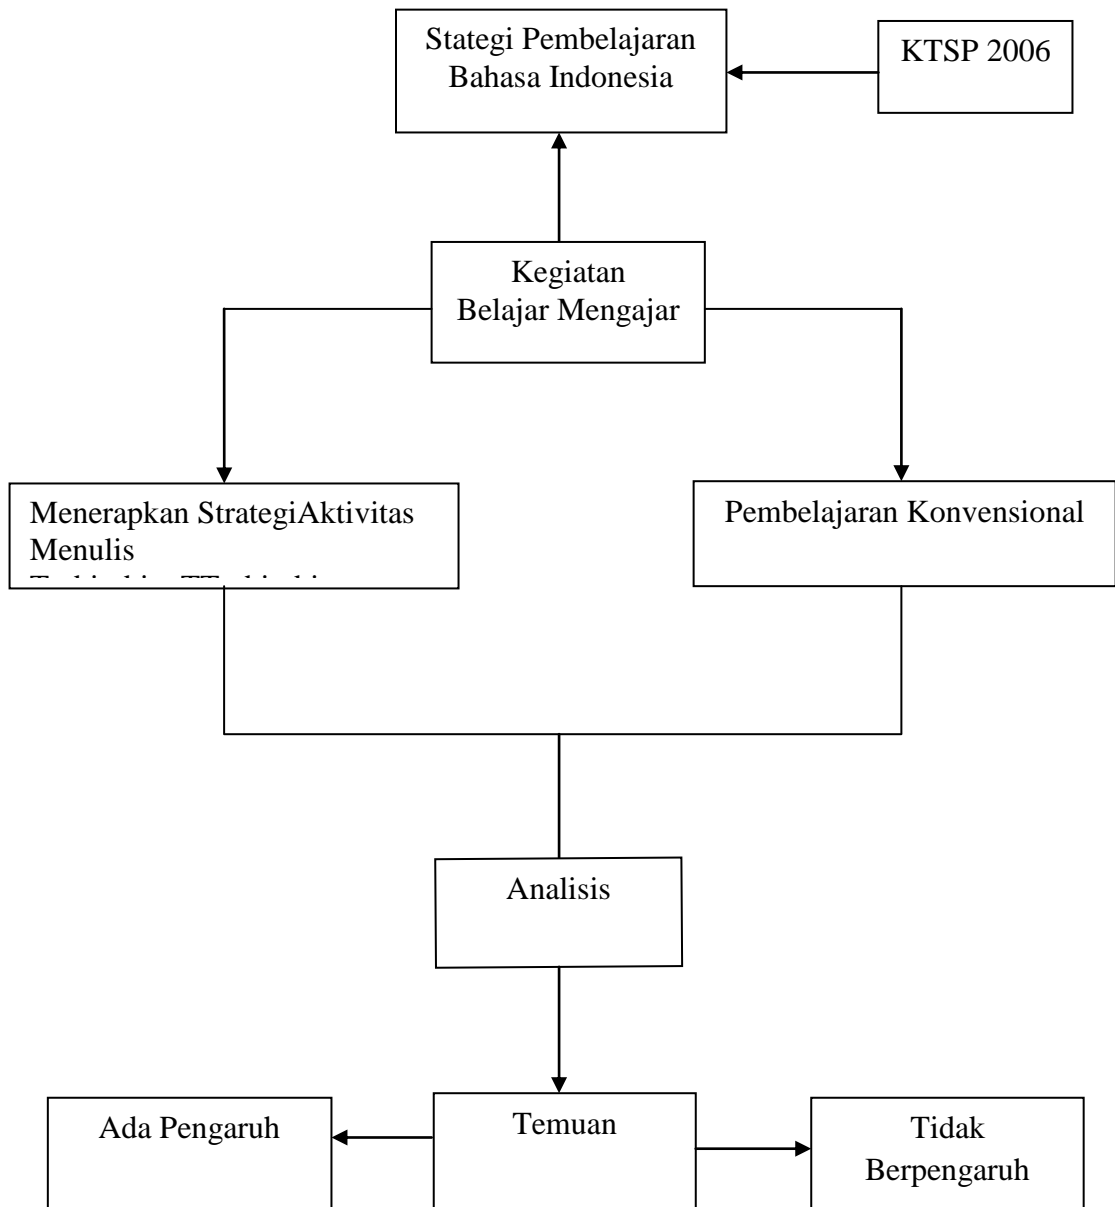 Stategi Pembelajaran
Bahasa Indonesia
KTSP 2006
Kegiatan
Belajar Mengajar
Menerapkan StrategiAktivitas
Menulis
Pembelajaran Konvensional
Analisis
Ada Pengaruh
Temuan
Tidak
Berpengaruh